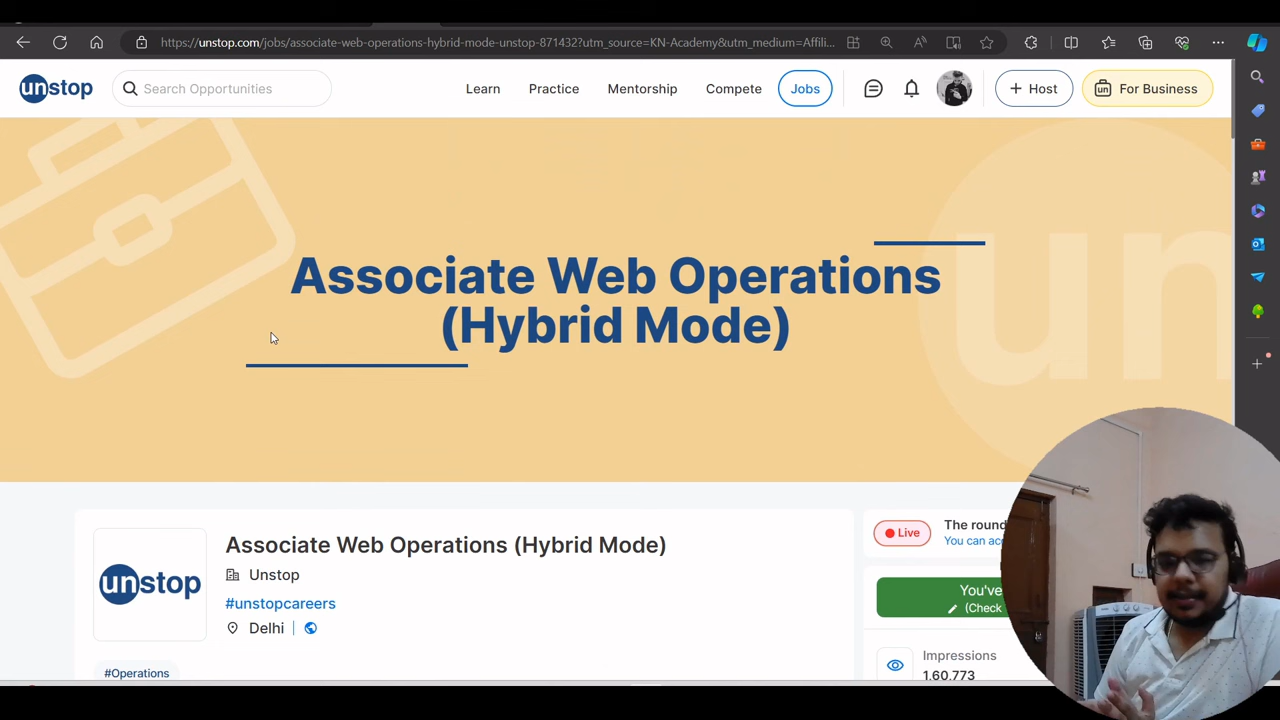 https://unstop.com/jobs/associate-web-operations-hybrid-mode-unstop-871432?utm_source=KN-Academy&utm_medium=Affili...
unstop
Search Opportunities
Learn
Practice
Mentorship
Compete
Jobs
+ Host
un
For Business
un
Associate Web Operations
(Hybrid Mode)
unstop
Associate Web Operations (Hybrid Mode)
Unstop
#unstopcareers
Delhi
#Operations
Live
The round
You can
You've
(Check
Impressions
1,60,773